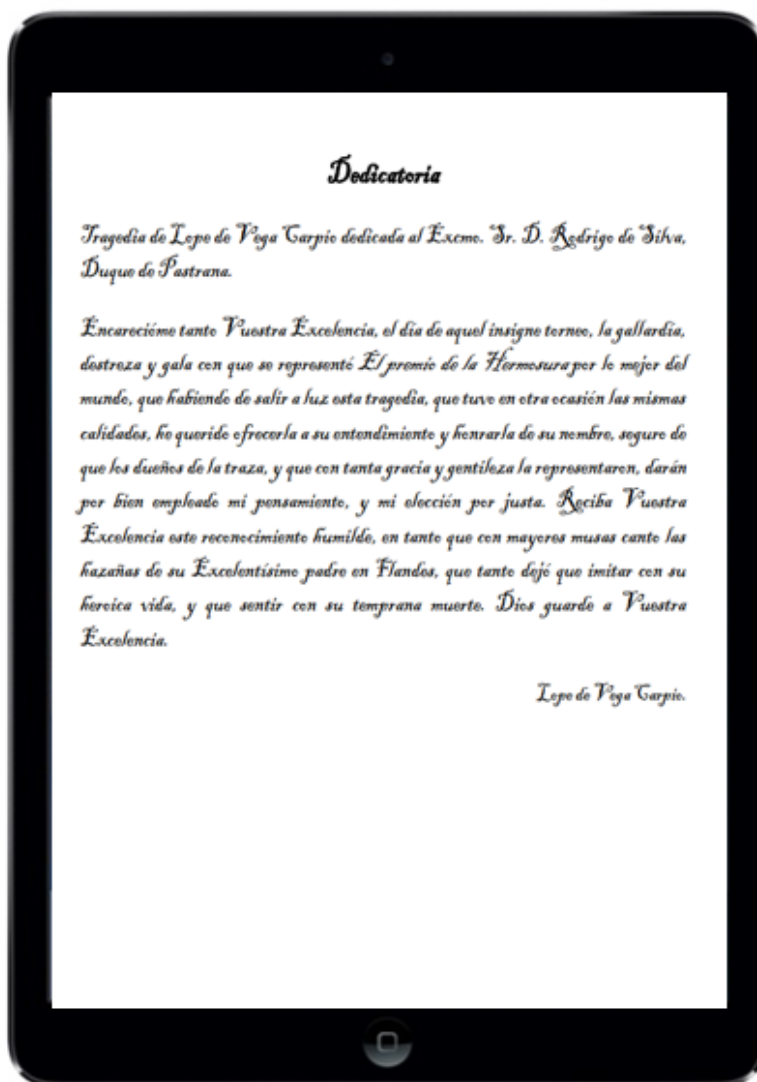 Dedicatoria
Tragedia de Lope de Vega Carpio dedicada al Excmo. Sr. D. Rodrigo de Silva,
Duque de Pastrana.
Encarecióme tanto Vuestra Excelencia, el día de aquel insigne torneo, la gallardía,
destreza y gala con que se representó El premio de la Hermosura por lo mejor del
mundo, que habiendo de salir a luz esta tragedia, que tuvo en otra ocasión las mismas
calidades, he querido ofrecerla a su entendimiento y honrarla de su nombre, seguro de
que los dueños de la traza, y que con tanta gracia y gentileza la representaron, darán
por bien empleado mi pensamiento, y mi elección por justa. Reciba Vuestra
Excelencia este reconocimiento humilde, en tanto que con mayores musas canto las
hazañas de su Excelentísimo padre en Flandes, que tanto dejó que imitar con su
heroica vida, y que sentir con su temprana muerte. Dios guarde a Vuestra
Excelencia.
Lope de Vega Carpio.